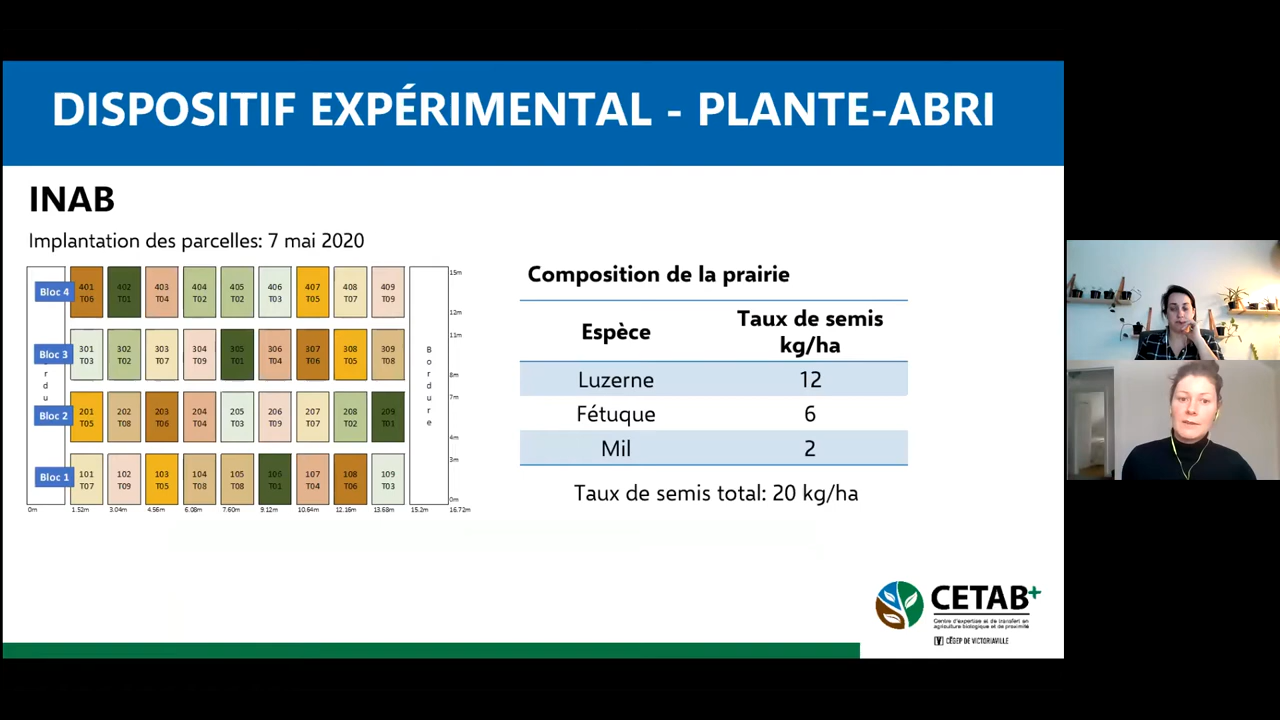 DISPOSITIF EXPÉRIMENTAL - PLANTE-ABRI
INAB
Implantation des parcelles: 7 mai 2020
Bloc 4
401 402 403 404 405 406 407 408 409
T06 T01 T04 T02 T02 T03 T05 T07 T09
Bloc 3
301 302 303 304 305 306 307 308 309
T03 T02 T07 T09 T01 T04 T06 T05 T08
Bloc 2
201 202 203 204 205 206 207 208 209
T05 T08 T06 T04 T03 T09 T07 T02 T01
Bloc 1
101 102 103 104 105 106 107 108 109
T07 T09 T05 T08 T08 T01 T04 T06 T03
r
d
u
Bordure
15m
12m
11m
8m
7m
4m
3m
0m
0m 1.52m 3.04m 4.56m 6.08m 7.60m 9.12m 10.64m 12.16m 13.68m 15.2m 16.72m
Composition de la prairie
Espèce Taux de semis kg/ha
Luzerne 12
Fétuque 6
Mil 2
Taux de semis total: 20 kg/ha
CETAB+
Centre d'expertise et de transfert en
agriculture biologique et de proximité
CÉGEP DE VICTORIAVILLE